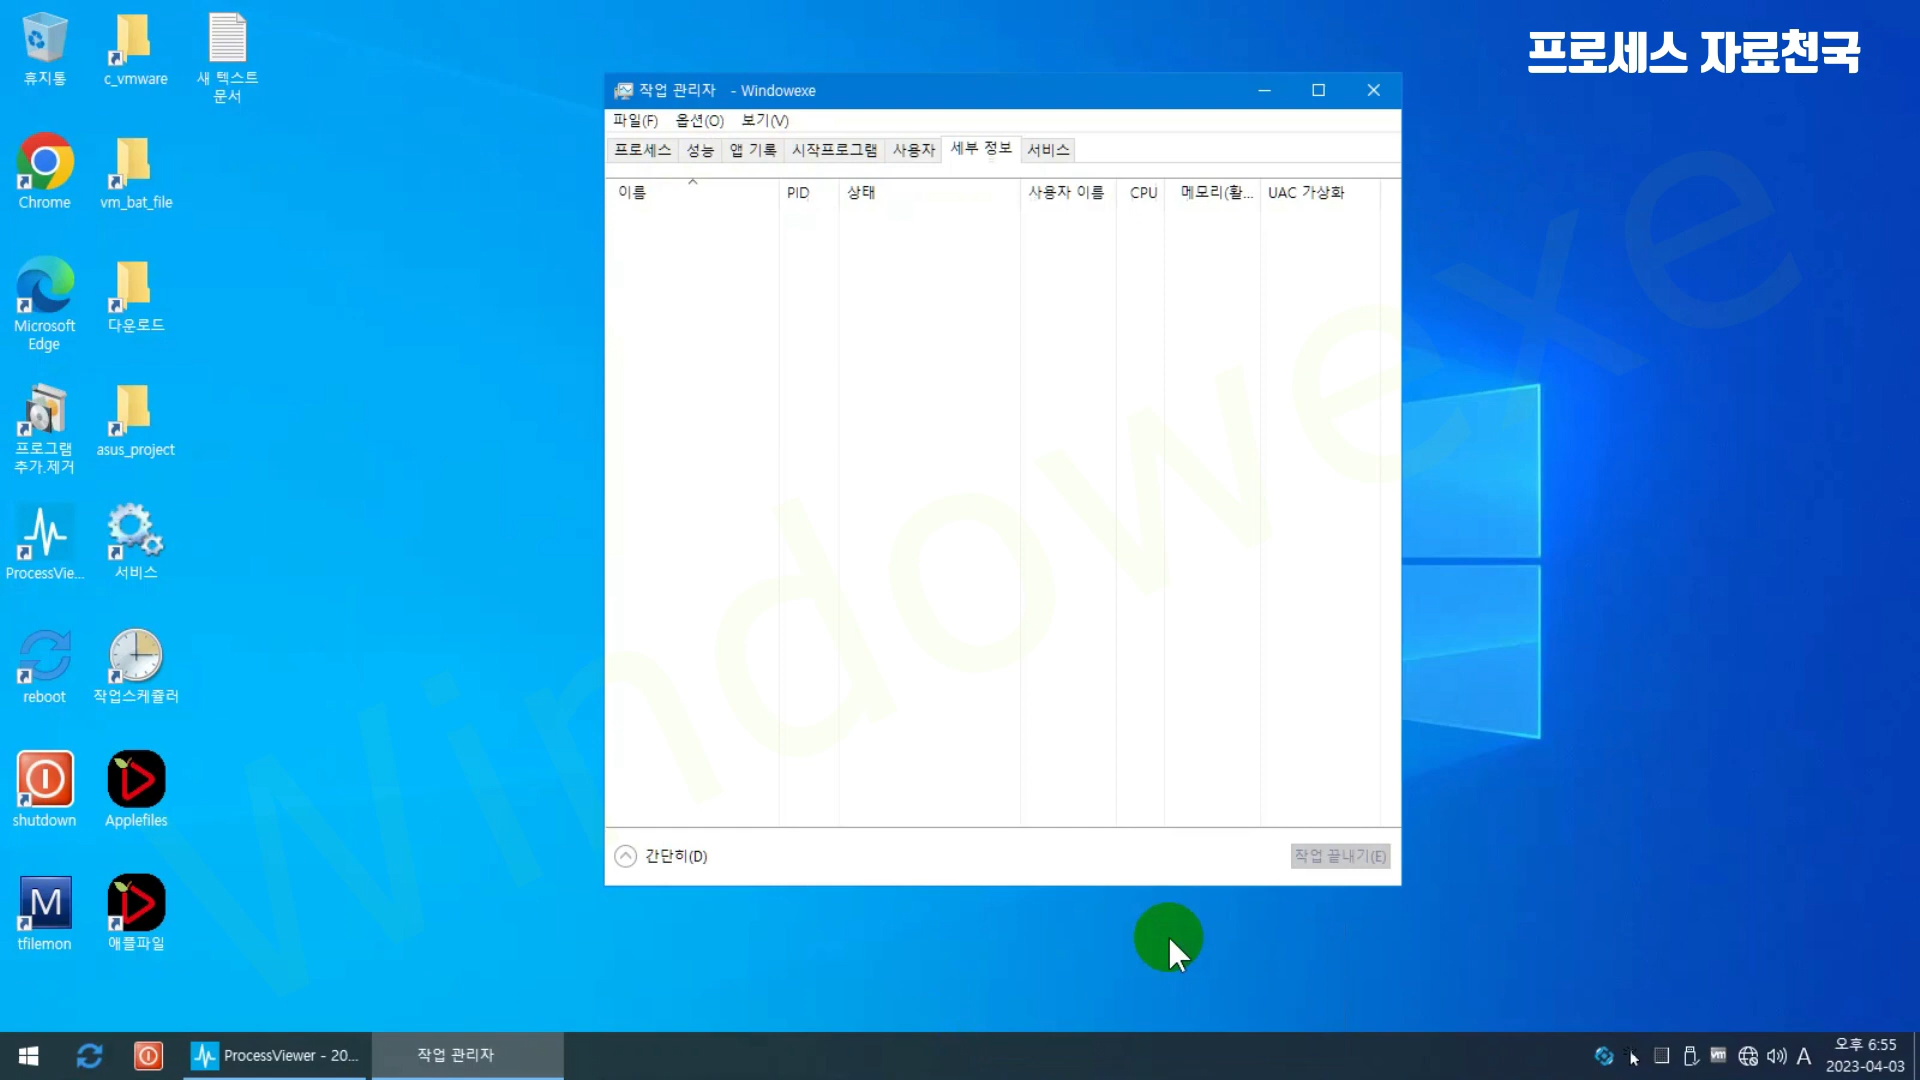 프로세스 자료천국
휴지통
c_vmware
새 텍스트
문서
Chrome
vm_bat_file
Microsoft
Edge
다운로드
프로그램
추가.제거
asus_project
ProcessVie...
서비스
reboot
작업스케쥴러
shutdown
Applefiles
tfilemon
애플파일
작업 관리자 - Windowexe
파일(F) 옵션(O) 보기(V)
프로세스 성능 앱 기록 시작프로그램 사용자 세부 정보 서비스
이름 PID 상태 사용자 이름 CPU 메모리(활... UAC 가상화
간단히(D)
작업 끝내기(E)
Windowexe
ProcessViewer - 20...
작업 관리자
vm
A
오후 6:55
2023-04-03